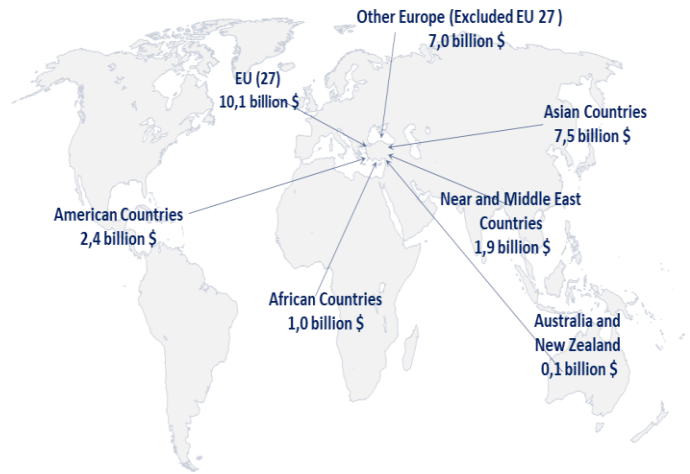 Other Europe (Excluded EU 27 )
7,0 billion $
EU (27)
10,1 billion $
Asian Countries
7,5 billion $
American Countries
2,4 billion $
Near and Middle East
Countries
1,9 billion $
African Countries
1,0 billion $
Australia and
New Zealand
0,1 billion $